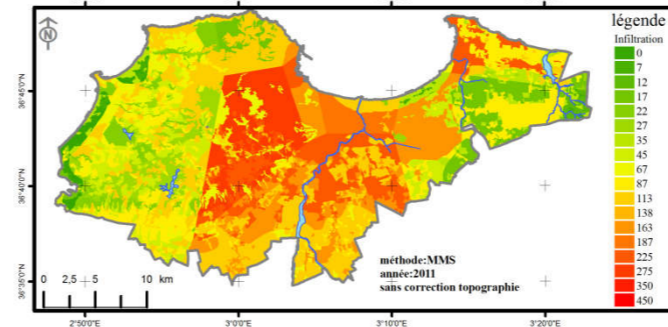 légende
Infiltration
0
7
12
17
22
27
35
45
67
87
113
138
163
187
225
275
350
450
N
36°45'0"N
36°40'0"N
36°35'0"N
méthode:MMS
année:2011
sans correction topographie
0 2,5 5 10 km
2°50'0"E 3°0'0"E 3°10'0"E 3°20'0"E